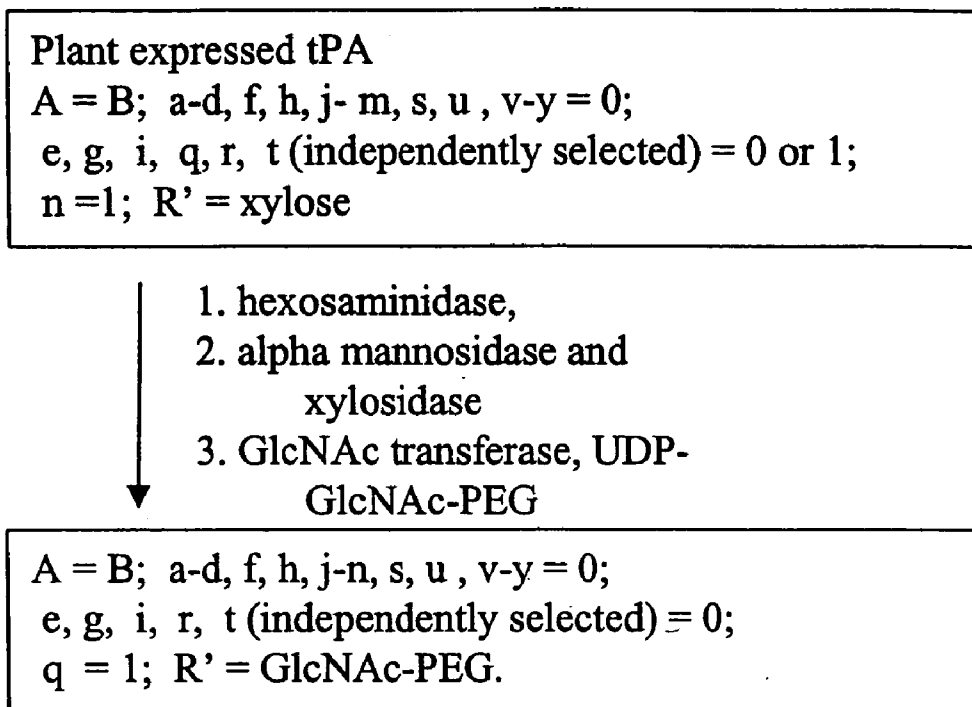 Plant expressed tPA
A = B; a-d, f, h, j- m, s, u , v-y = 0;
e, g, i, q, r, t (independently selected) = 0 or 1;
n =1; R’ = xylose
1. hexosaminidase,
2. alpha mannosidase and
xylosidase
3. GlcNAc transferase, UDP-
GlcNAc-PEG
A = B; a-d, f, h, j-n, s, u , v-y = 0;
e, g, i, r, t (independently selected) = 0;
q = 1; R’ = GlcNAc-PEG.